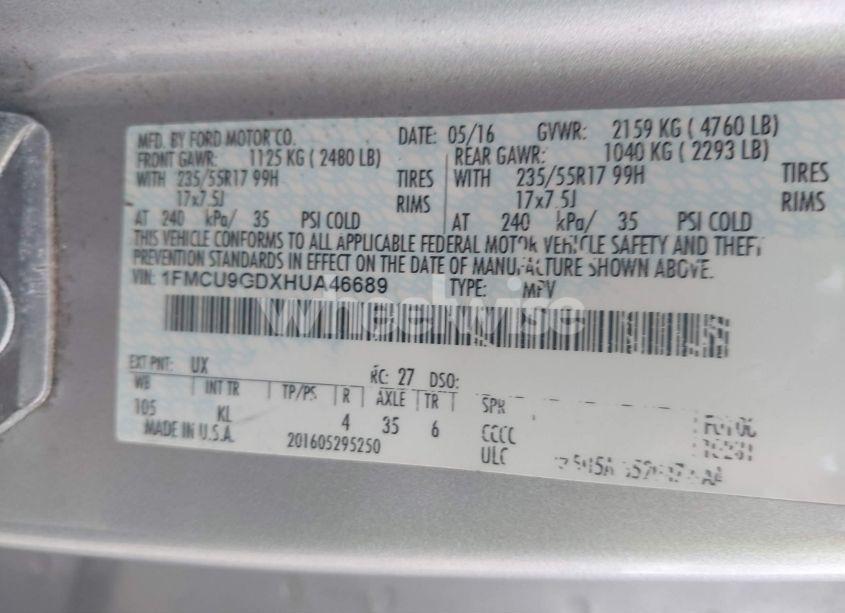 MFD. BY FORD MOTOR CO. DATE: 05/16 GVWR: 2159 KG ( 4760 LB)
FRONT GAWR: 1125 KG ( 2480 LB) REAR GAWR: 1040 KG ( 2293 LB)
WITH 235/55R17 99H TIRES WITH 235/55R17 99H TIRES
17x7.5J RIMS 17x7.5J RIMS
AT 240 kPa/ 35 PSI COLD AT 240 kPa/ 35 PSI COLD
THIS VEHICLE CONFORMS TO ALL APPLICABLE FEDERAL MOTOR VEHICLE SAFETY AND THEFT
PREVENTION STANDARDS IN EFFECT ON THE DATE OF MANUFACTURE SHOWN ABOVE.
VIN: 1FMCU9GDXHUA46689 TYPE: MPV
wheelwise
EXT PNT: UX RC: 27 DSO:
WB INT TR TP/PS R AXLE TR SPR
105 KL 4 35 6 CCCC
MADE IN U.S.A. 201605295250 ULC